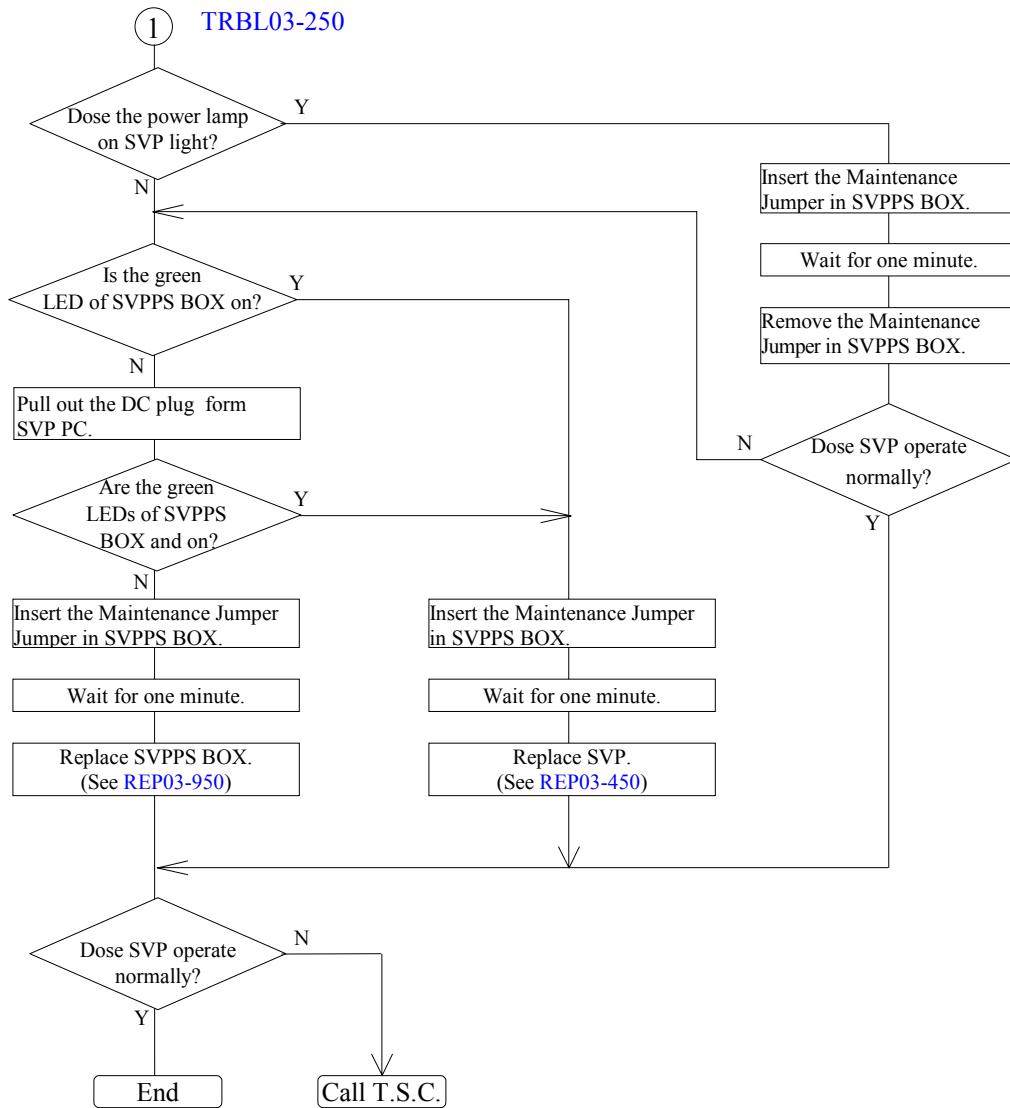 1
TRBL03-250
Dose the power lamp
on SVP light?
Y
N
Insert the Maintenance
Jumper in SVPPS BOX.
Wait for one minute.
Remove the Maintenance
Jumper in SVPPS BOX.
Dose SVP operate
normally?
N
Y
Is the green
LED of SVPPS BOX on?
Y
N
Pull out the DC plug form
SVP PC.
Are the green
LEDs of SVPPS
BOX and on?
Y
N
Insert the Maintenance Jumper
Jumper in SVPPS BOX.
Wait for one minute.
Replace SVPPS BOX.
(See REP03-950)
Insert the Maintenance Jumper
in SVPPS BOX.
Wait for one minute.
Replace SVP.
(See REP03-450)
Dose SVP operate
normally?
N
Y
End
Call T.S.C.